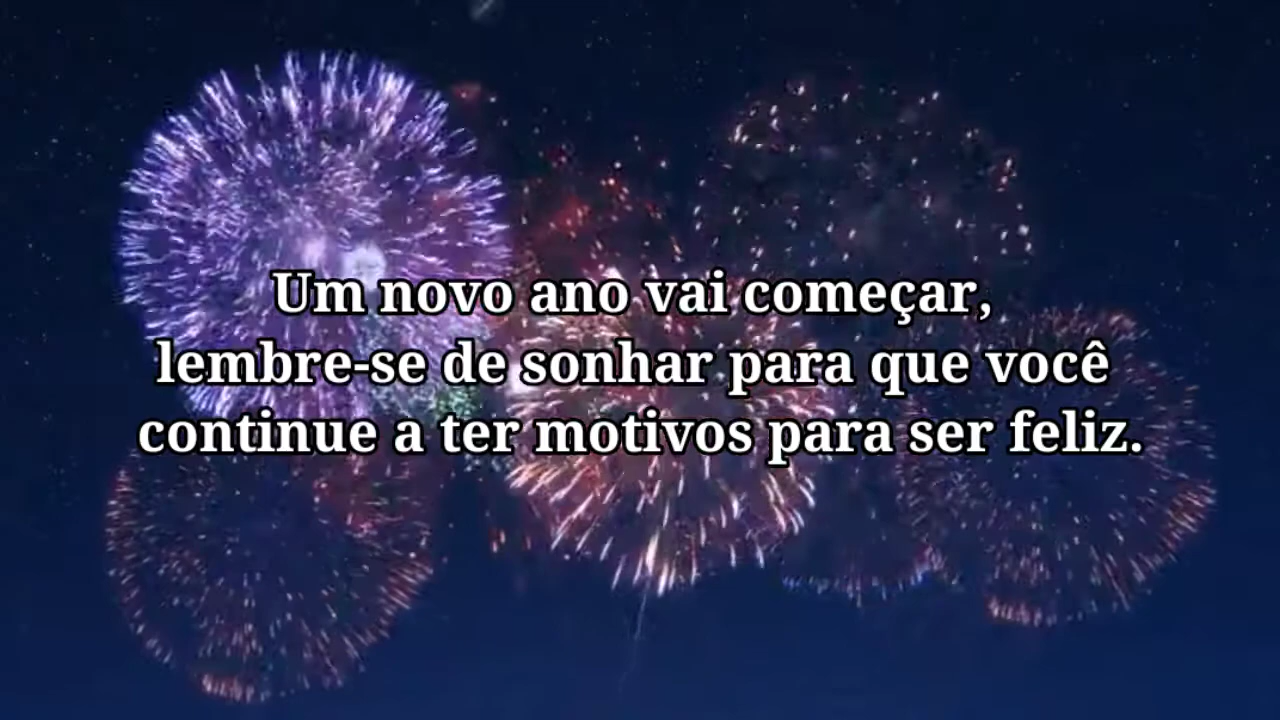 Um novo ano vai começar,
lembre-se de sonhar para que você
continue a ter motivos para ser feliz.